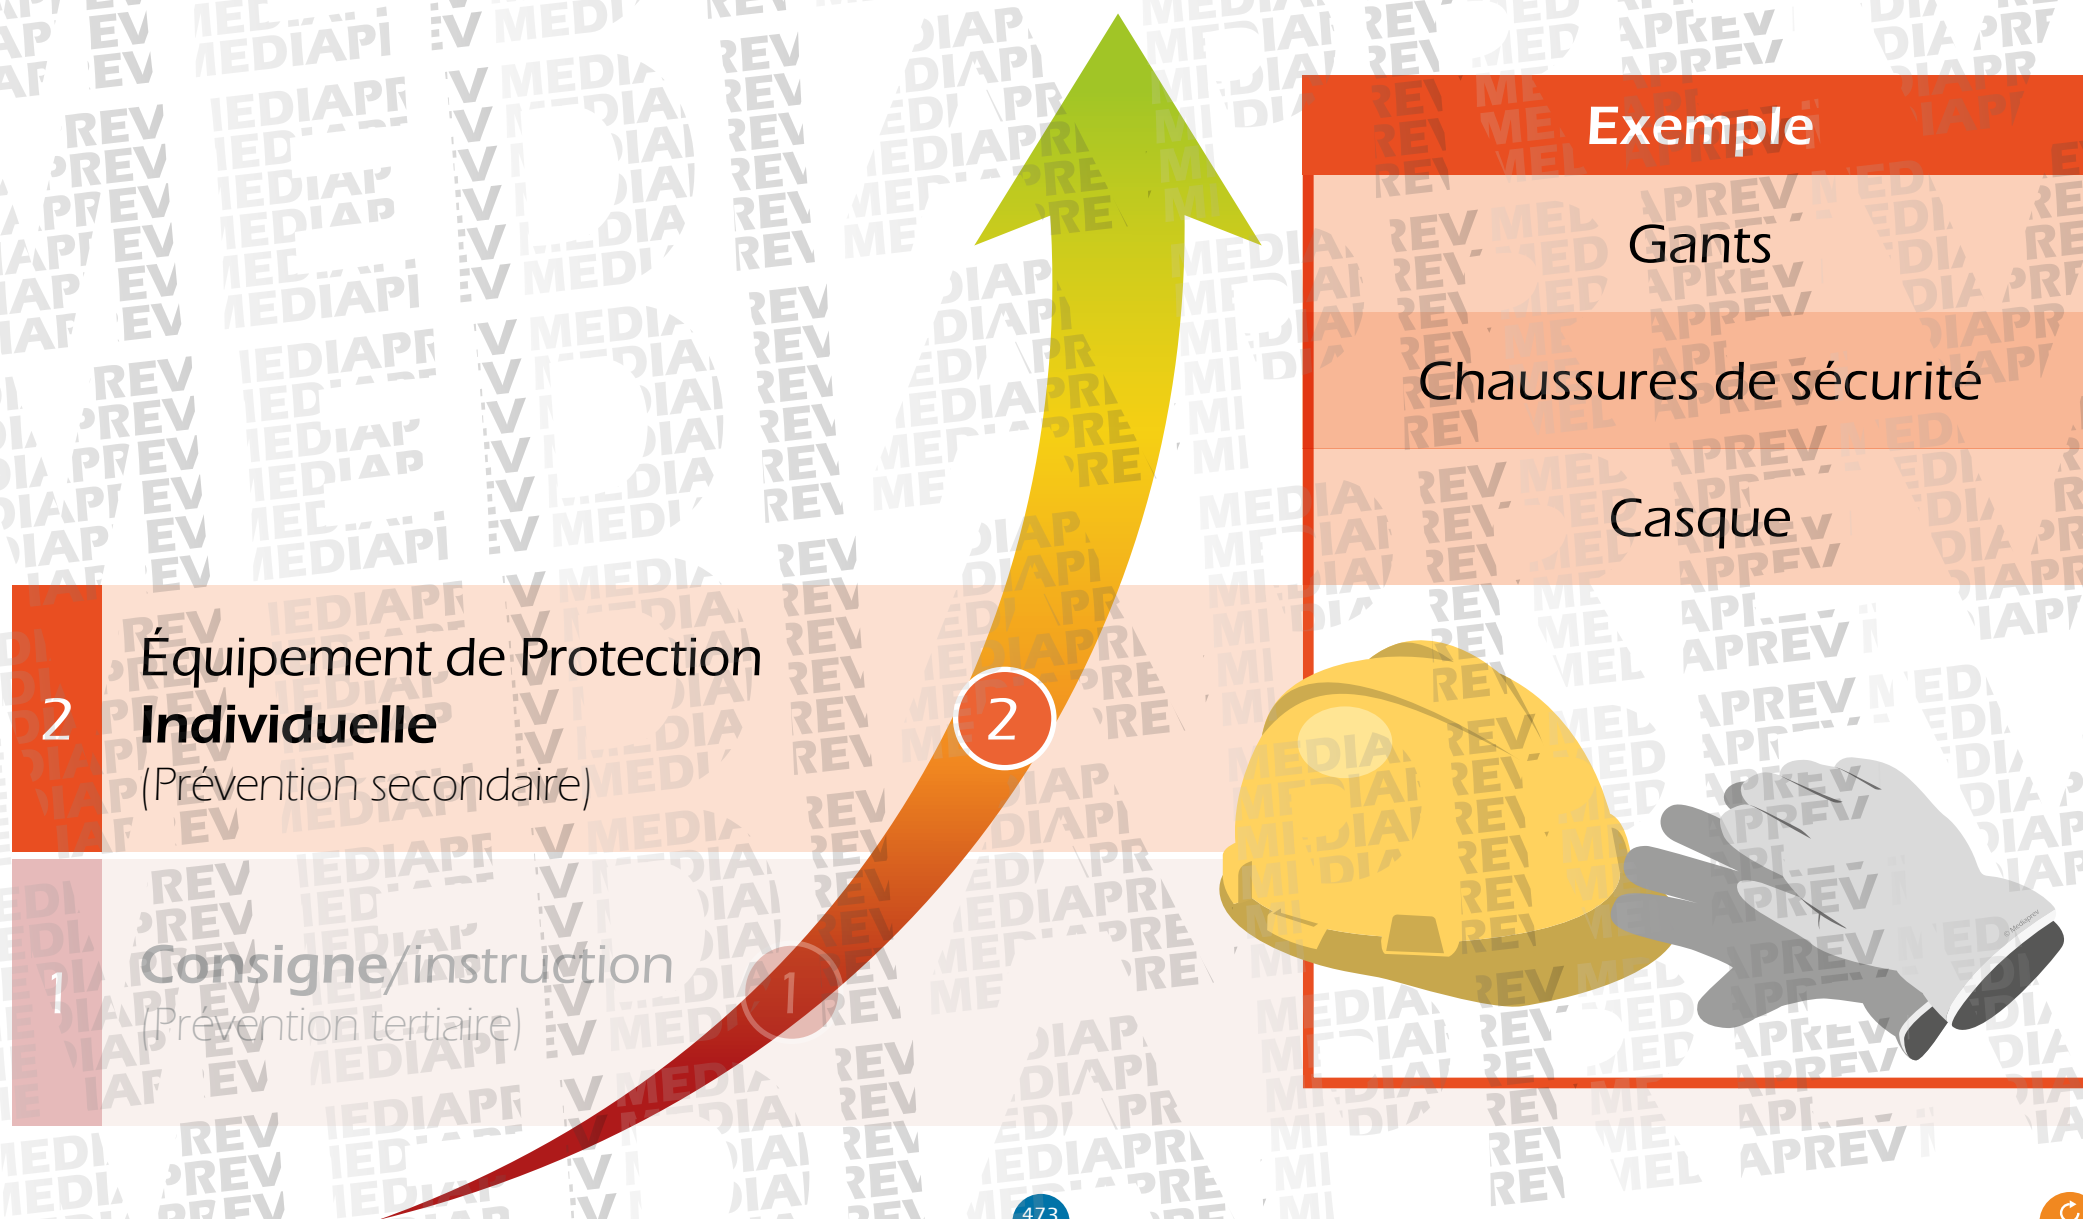 Exemple
Gants
Chaussures de sécurité
Casque
2
Équipement de Protection
Individuelle
(Prévention secondaire)
2
1
Consigne/instruction
(Prévention tertiaire)
1
© Mediaprev
473